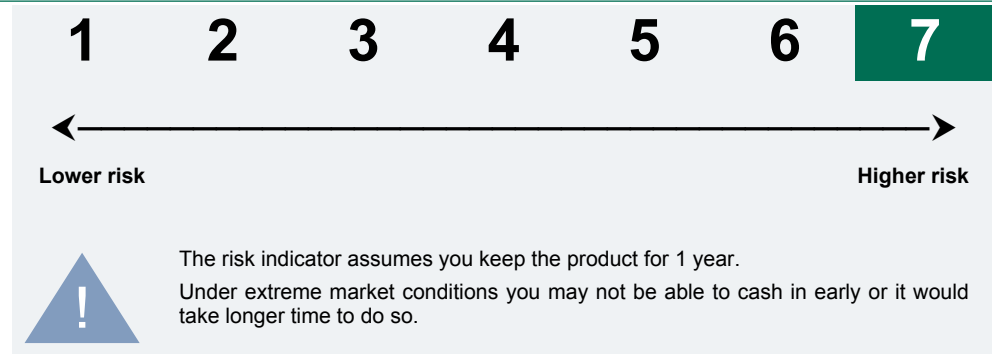 1 2 3 4 5 6 7
Lower risk Higher risk
!
The risk indicator assumes you keep the product for 1 year.
Under extreme market conditions you may not be able to cash in early or it would
take longer time to do so.